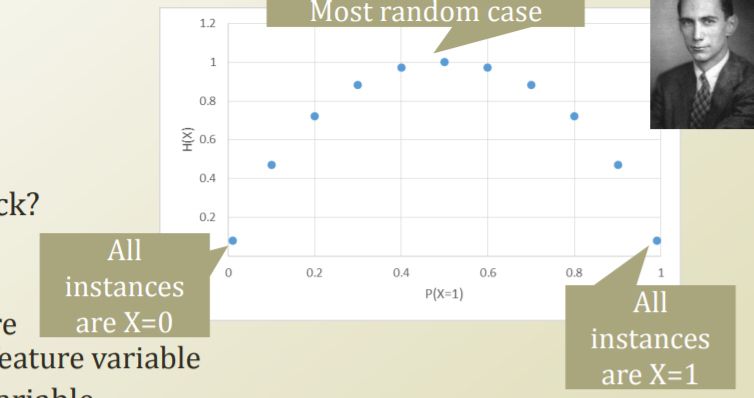 Most random case
1.2
1
0.8
0.6
0.4
0.2
H(X)
0
0.2
0.4
0.6
0.8
1
P(X=1)
ck?
All
instances
are X=0
re
eature variable
All
instances
are X=1